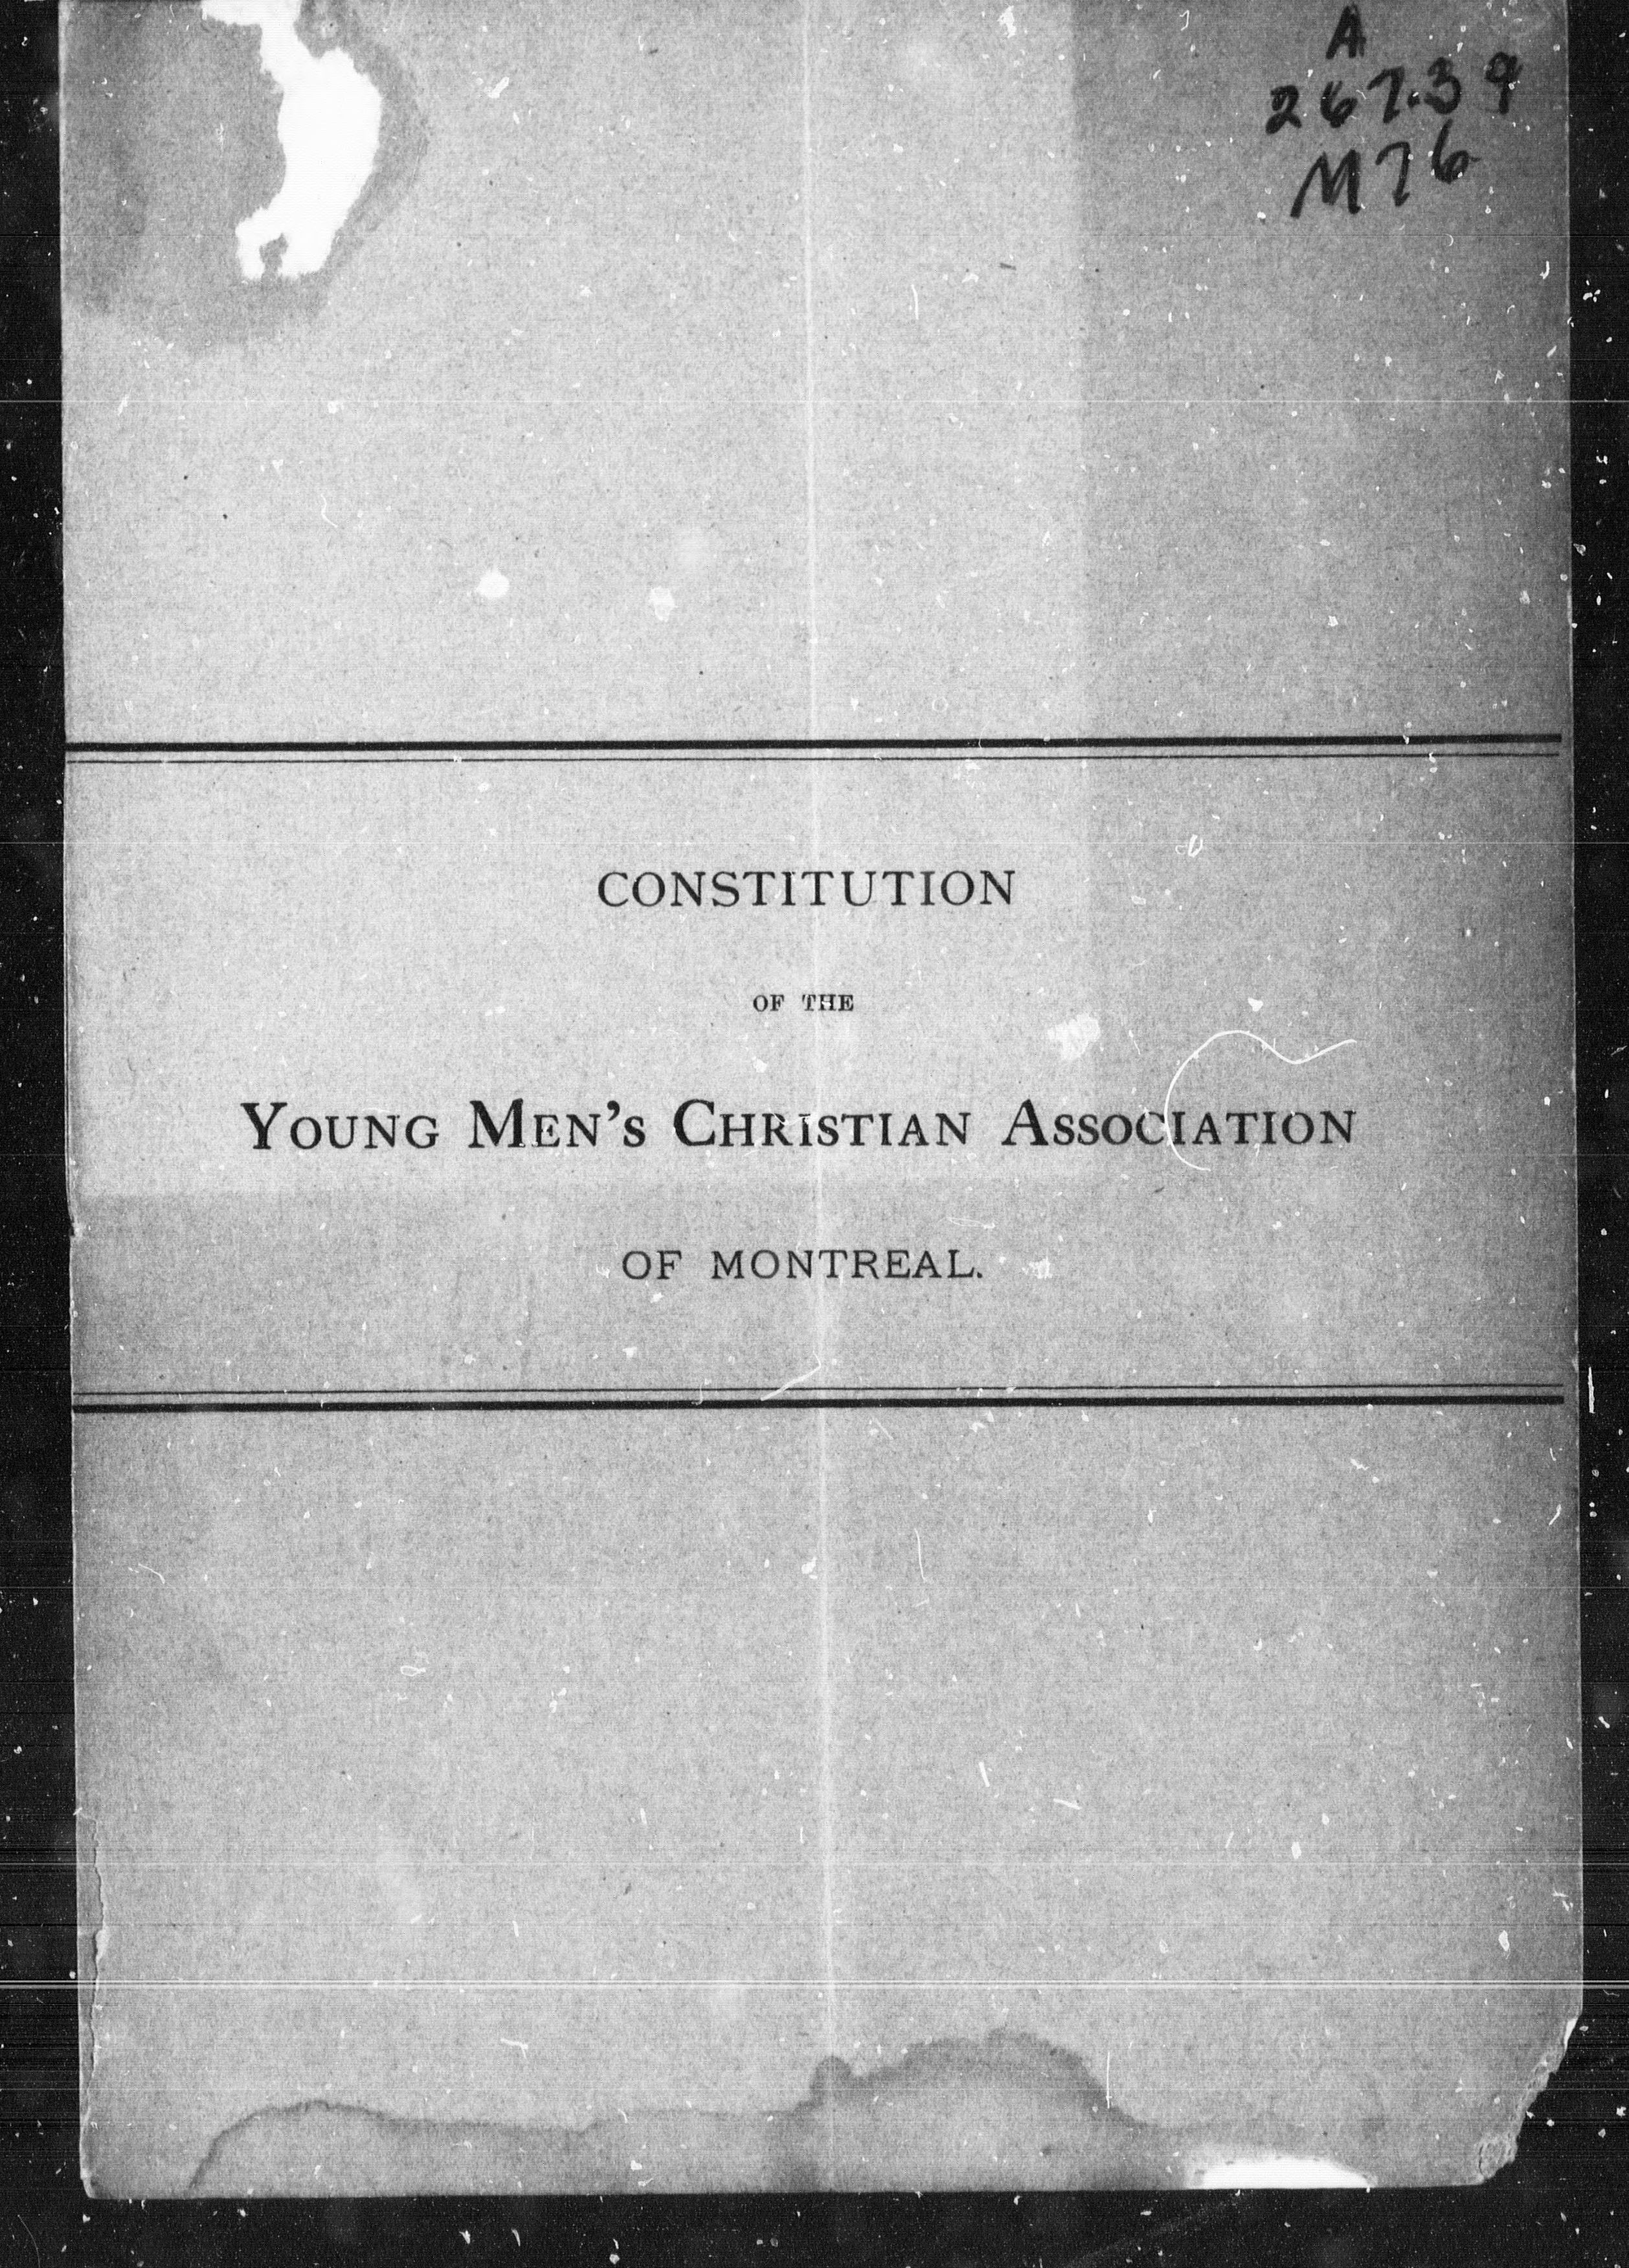 A
267.39
M76
CONSTITUTION
OF THE
YOUNG MEN'S CHRISTIAN ASSOCIATION
OF MONTREAL.